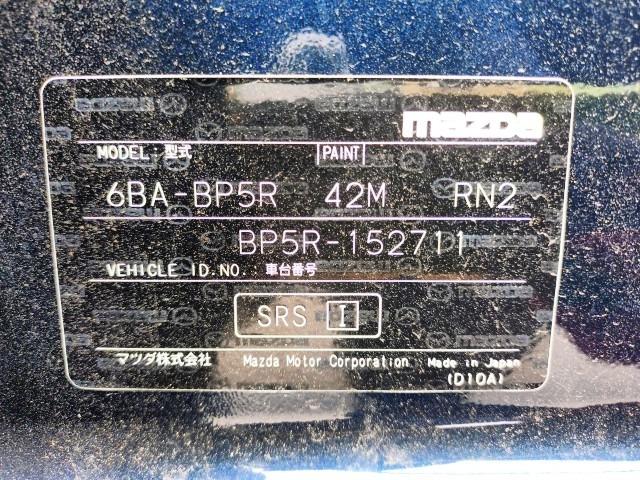 mazda
MODEL 型式 PAINT
6BA-BP5R 42M RN2
BP5R-152711
VEHICLE ID.NO.: 車台番号
SRS I
マツダ株式会社 Mazda Motor Corporation Made in Japan
(D10A)